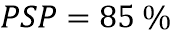 PSP = 85 %